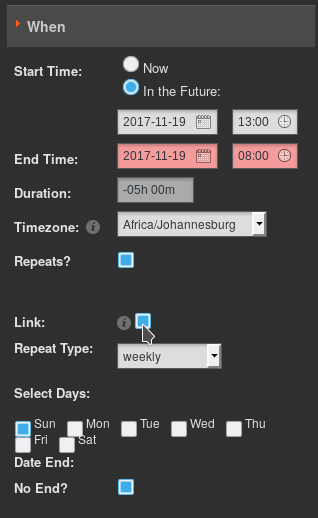 When
Start Time:
Now
In the Future:
2017-11-19 13:00
End Time: 2017-11-19 08:00
Duration: -05h 00m
Timezone: Africa/Johannesburg
Repeats?
Link:
Repeat Type: weekly
Select Days:
Sun Mon Tue Wed Thu
Fri Sat
Date End:
No End?